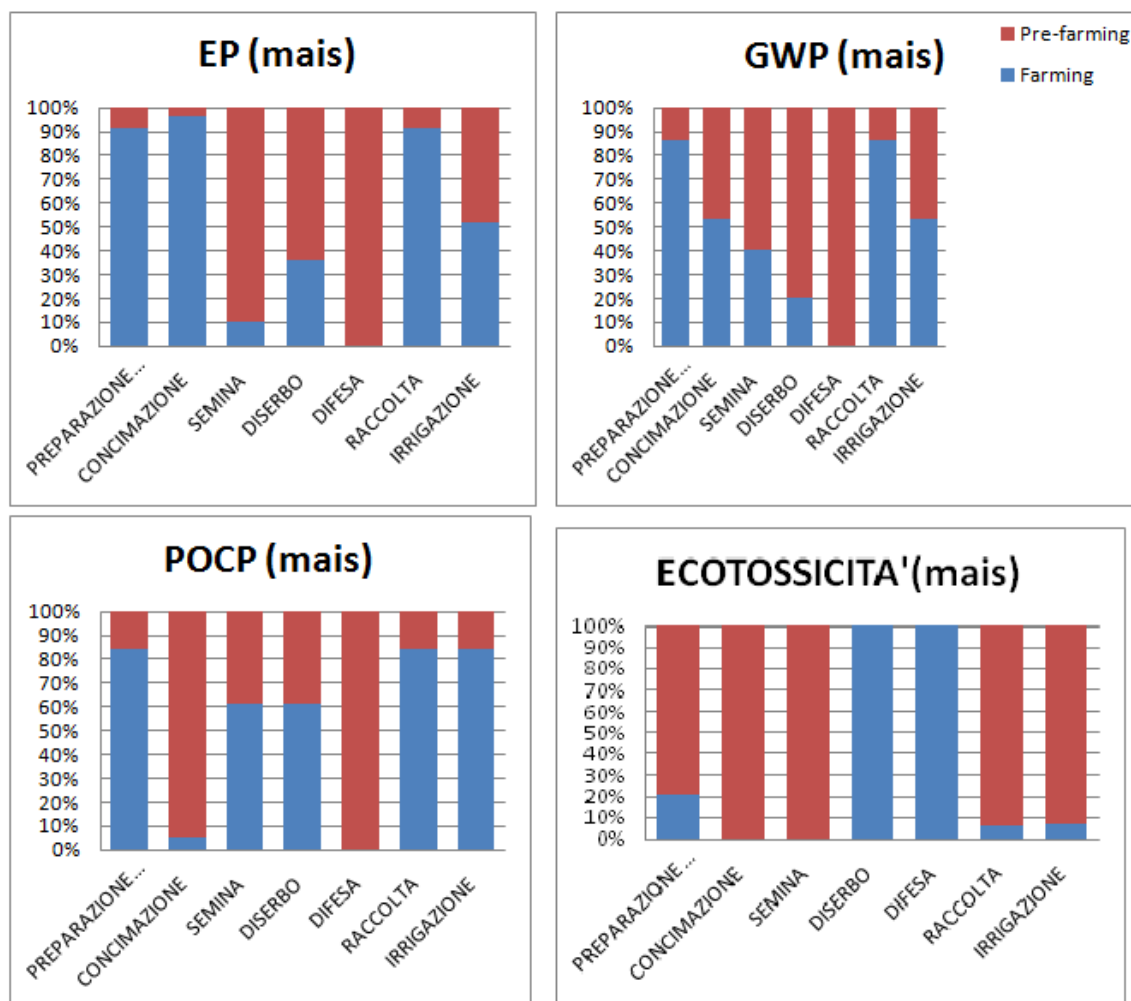 EP (mais)
100%
90%
80%
70%
60%
50%
40%
30%
20%
10%
0%
PREPARAZIONE...
CONCIMAZIONE
SEMINA
DISERBO
DIFESA
RACCOLTA
IRRIGAZIONE
GWP (mais)
Pre-farming
Farming
100%
90%
80%
70%
60%
50%
40%
30%
20%
10%
0%
PREPARAZIONE...
CONCIMAZIONE
SEMINA
DISERBO
DIFESA
RACCOLTA
IRRIGAZIONE
POCP (mais)
100%
90%
80%
70%
60%
50%
40%
30%
20%
10%
0%
PREPARAZIONE...
CONCIMAZIONE
SEMINA
DISERBO
DIFESA
RACCOLTA
IRRIGAZIONE
ECOTOSSICITA'(mais)
100%
90%
80%
70%
60%
50%
40%
30%
20%
10%
0%
PREPARAZIONE...
CONCIMAZIONE
SEMINA
DISERBO
DIFESA
RACCOLTA
IRRIGAZIONE